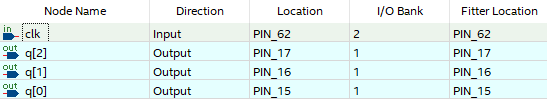 Node Name Direction Location I/O Bank Fitter Location
in clk Input PIN_62 2 PIN_62
out q[2] Output PIN_17 1 PIN_17
out q[1] Output PIN_16 1 PIN_16
out q[0] Output PIN_15 1 PIN_15